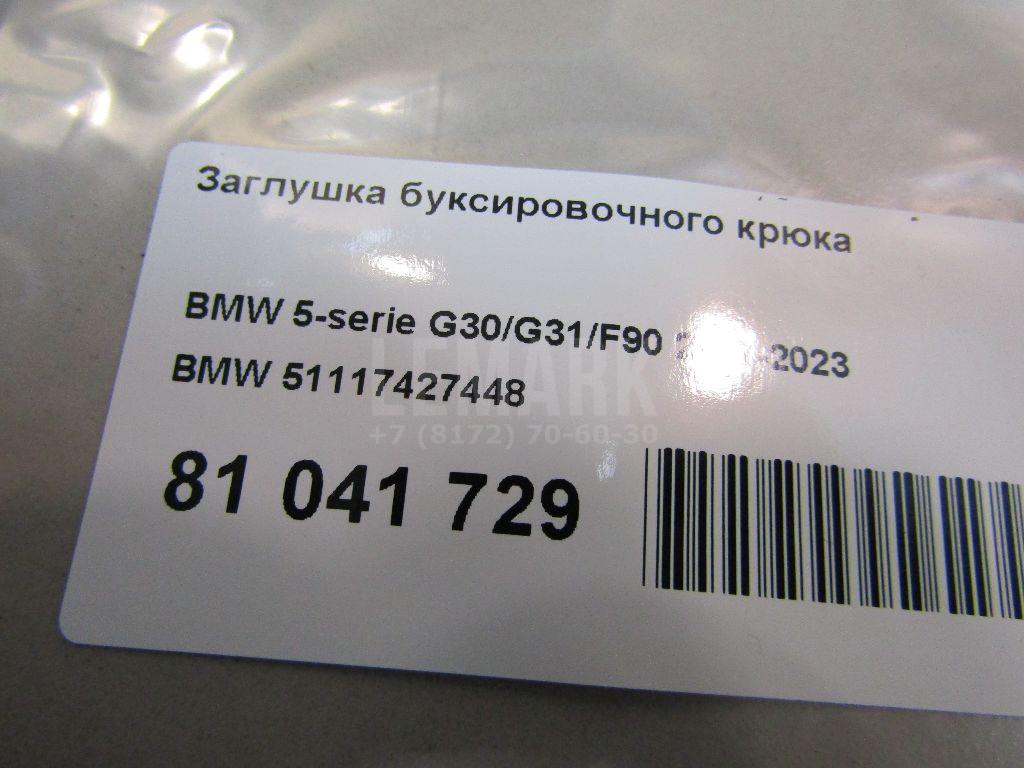 Заглушка буксировочного крюка
BMW 5-serie G30/G31/F90 -2023
BMW 51117427448
LEMARK
+7 (8172) 70-60-30
81 041 729